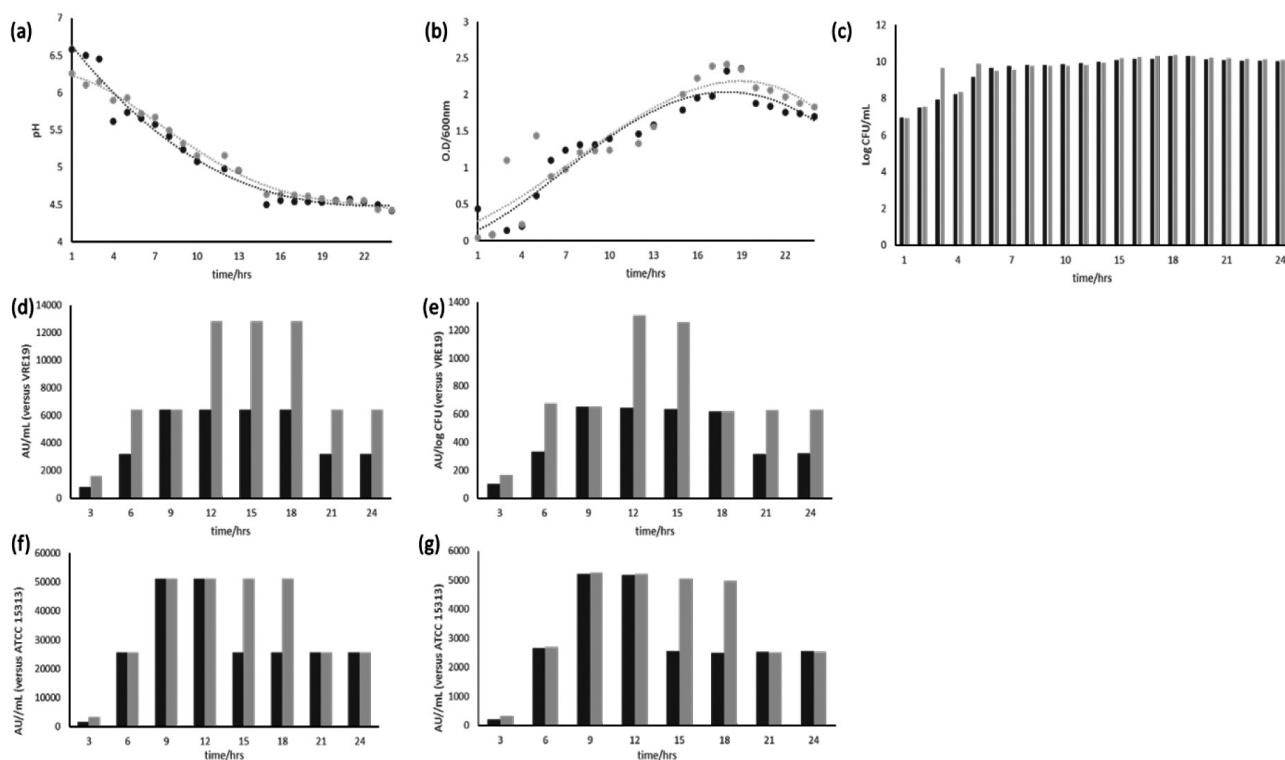 (a)
7
6.5
6
5.5
5
4.5
4
pH
1 4 7 10 13 16 19 22
time/hrs
(b)
3
2.5
2
1.5
1
0.5
0
O.D/600nm
1 4 7 10 13 16 19 22
time/hrs
(c)
12
10
8
6
4
2
0
Log CFU/mL
1 4 7 10 15 18 21 24
time/hrs
(d)
14000
12000
10000
8000
6000
4000
2000
0
AU/mL (versus VRE19)
3 6 9 12 15 18 21 24
time/hrs
(e)
1400
1200
1000
800
600
400
200
0
AU/log CFU (versus VRE19)
3 6 9 12 15 18 21 24
time/hrs
(f)
60000
50000
40000
30000
20000
10000
0
AU//mL (versus ATCC 15313)
3 6 9 12 15 18 21 24
time/hrs
(g)
6000
5000
4000
3000
2000
1000
0
AU//mL (versus ATCC 15313)
3 6 9 12 15 18 21 24
time/hrs